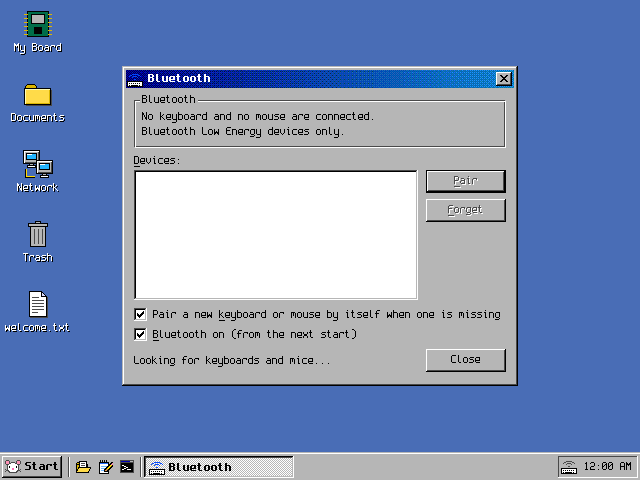 My Board
Documents
Network
Trash
welcome.txt
Bluetooth
Bluetooth
No keyboard and no mouse are connected.
Bluetooth Low Energy devices only.
Devices:
Pair
Forget
Pair a new keyboard or mouse by itself when one is missing
Bluetooth on (from the next start)
Looking for keyboards and mice...
Close
Start
Bluetooth
12:00 AM